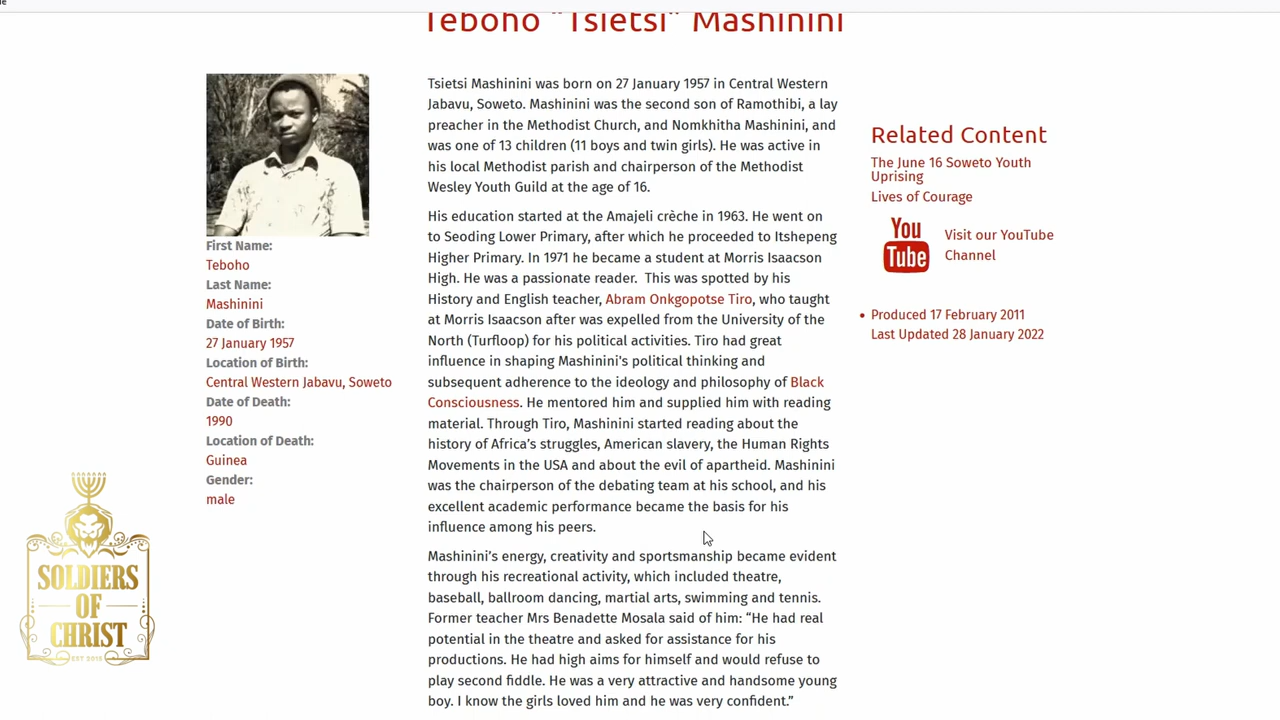 Teboho "Tsietsi" Mashinini
First Name:
Teboho
Last Name:
Mashinini
Date of Birth:
27 January 1957
Location of Birth:
Central Western Jabavu, Soweto
Date of Death:
1990
Location of Death:
Guinea
Gender:
male
Tsietsi Mashinini was born on 27 January 1957 in Central Western
Jabavu, Soweto. Mashinini was the second son of Ramothibi, a lay
preacher in the Methodist Church, and Nomkhitha Mashinini, and
was one of 13 children (11 boys and twin girls). He was active in
his local Methodist parish and chairperson of the Methodist
Wesley Youth Guild at the age of 16.
His education started at the Amajeli crèche in 1963. He went on
to Seoding Lower Primary, after which he proceeded to Itshepeng
Higher Primary. In 1971 he became a student at Morris Isaacson
High. He was a passionate reader. This was spotted by his
History and English teacher, Abram Onkgopotse Tiro, who taught
at Morris Isaacson after was expelled from the University of the
North (Turfloop) for his political activities. Tiro had great
influence in shaping Mashinini's political thinking and
subsequent adherence to the ideology and philosophy of Black
Consciousness. He mentored him and supplied him with reading
material. Through Tiro, Mashinini started reading about the
history of Africa's struggles, American slavery, the Human Rights
Movements in the USA and about the evil of apartheid. Mashinini
was the chairperson of the debating team at his school, and his
excellent academic performance became the basis for his
influence among his peers.
Mashinini's energy, creativity and sportsmanship became evident
through his recreational activity, which included theatre,
baseball, ballroom dancing, martial arts, swimming and tennis.
Former teacher Mrs Benadette Mosala said of him: “He had real
potential in the theatre and asked for assistance for his
productions. He had high aims for himself and would refuse to
play second fiddle. He was a very attractive and handsome young
boy. I know the girls loved him and he was very confident.”
Related Content
The June 16 Soweto Youth
Uprising
Lives of Courage
You
Tube
Visit our YouTube
Channel
Produced 17 February 2011
Last Updated 28 January 2022
SOLDIERS
OF
CHRIST